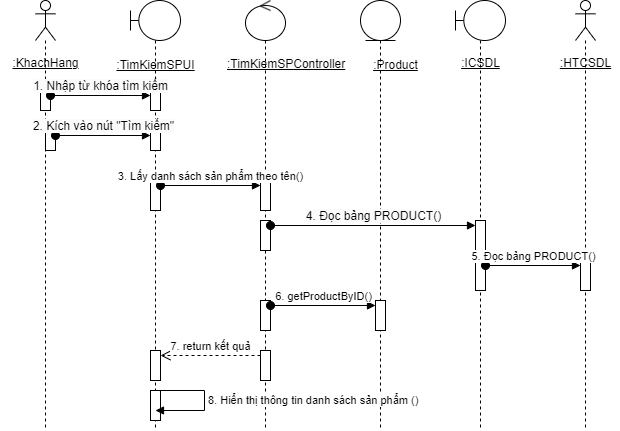 :KhachHang
:TimKiemSPUI
:TimKiemSPController
:Product
:ICSDL
:HTCSDL
1. Nhập từ khóa tìm kiếm
2. Kích vào nút "Tìm kiếm"
3. Lấy danh sách sản phẩm theo tên()
4. Đọc bảng PRODUCT()
5. Đọc bảng PRODUCT()
6. getProductByID()
7. return kết quả
8. Hiển thị thông tin danh sách sản phẩm ()